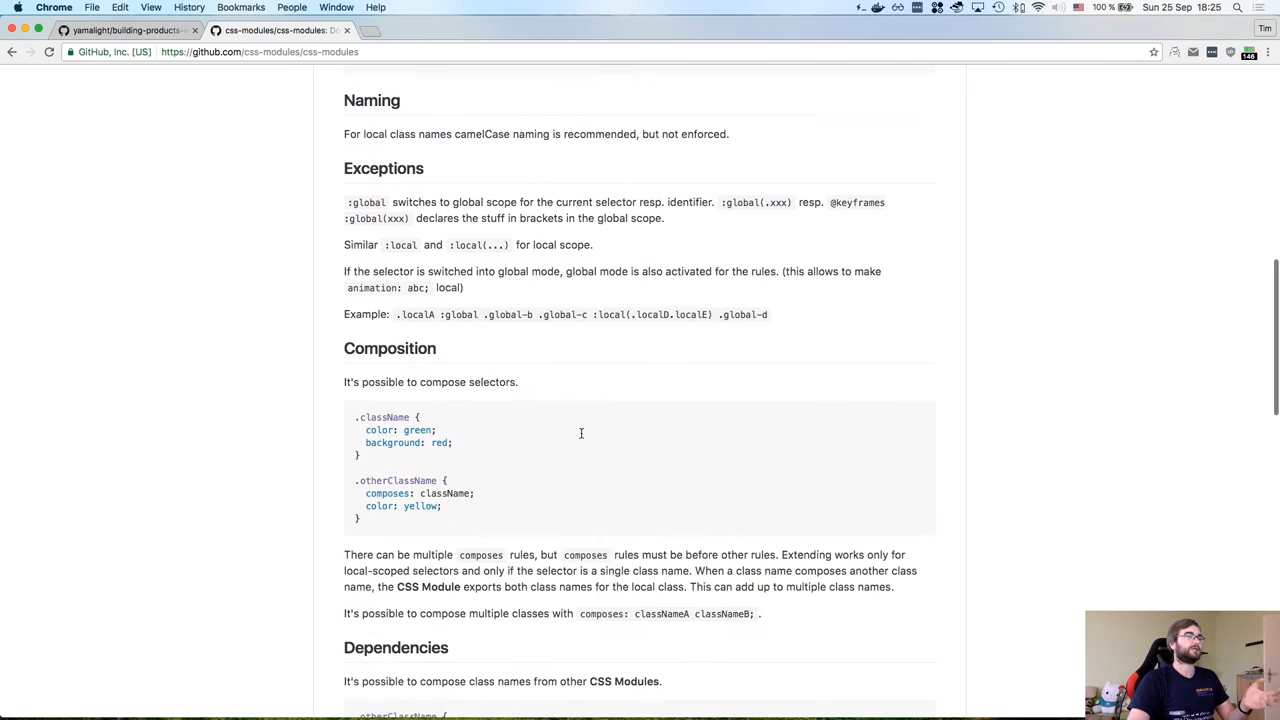 Chrome File Edit View History Bookmarks People Window Help 100 % Sun 25 Sep 18:25
yamalight/building-products- css-modules/css-modules: Do Tim
GitHub, Inc. [US] https://github.com/css-modules/css-modules 146
Naming
For local class names camelCase naming is recommended, but not enforced.
Exceptions
:global switches to global scope for the current selector resp. identifier. :global(.xxx) resp. @keyframes
:global(xxx) declares the stuff in brackets in the global scope.
Similar :local and :local(...) for local scope.
If the selector is switched into global mode, global mode is also activated for the rules. (this allows to make
animation: abc; local)
Example: .localA :global .global-b .global-c :local(.localD.localE) .global-d
Composition
It's possible to compose selectors.
.className {
color: green;
background: red;
}
.otherClassName {
composes: className;
color: yellow;
}
There can be multiple composes rules, but composes rules must be before other rules. Extending works only for
local-scoped selectors and only if the selector is a single class name. When a class name composes another class
name, the CSS Module exports both class names for the local class. This can add up to multiple class names.
It's possible to compose multiple classes with composes: classNameA classNameB; .
Dependencies
It's possible to compose class names from other CSS Modules.
.otherClassName {